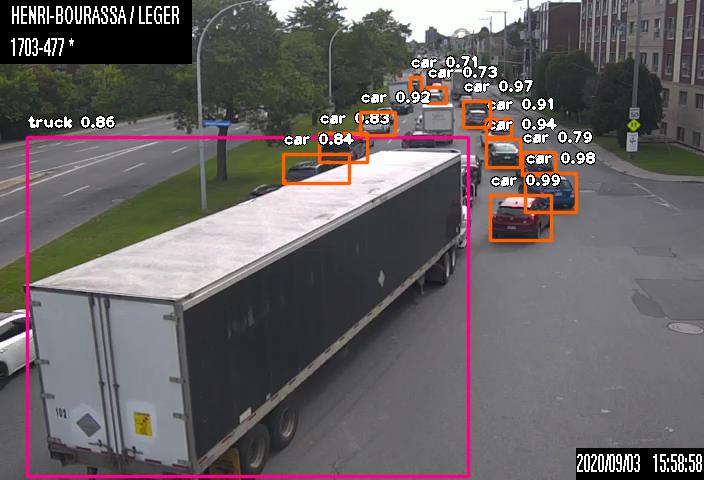 HENRI-BOURASSA / LEGER
1703-477 *
car 0.71
car 0.73
car 0.97
car 0.92
car 0.91
car 0.83
car 0.94
truck 0.86
car 0.84
car 0.79
car 0.98
car 0.99
102
2020/09/03 15:58:58